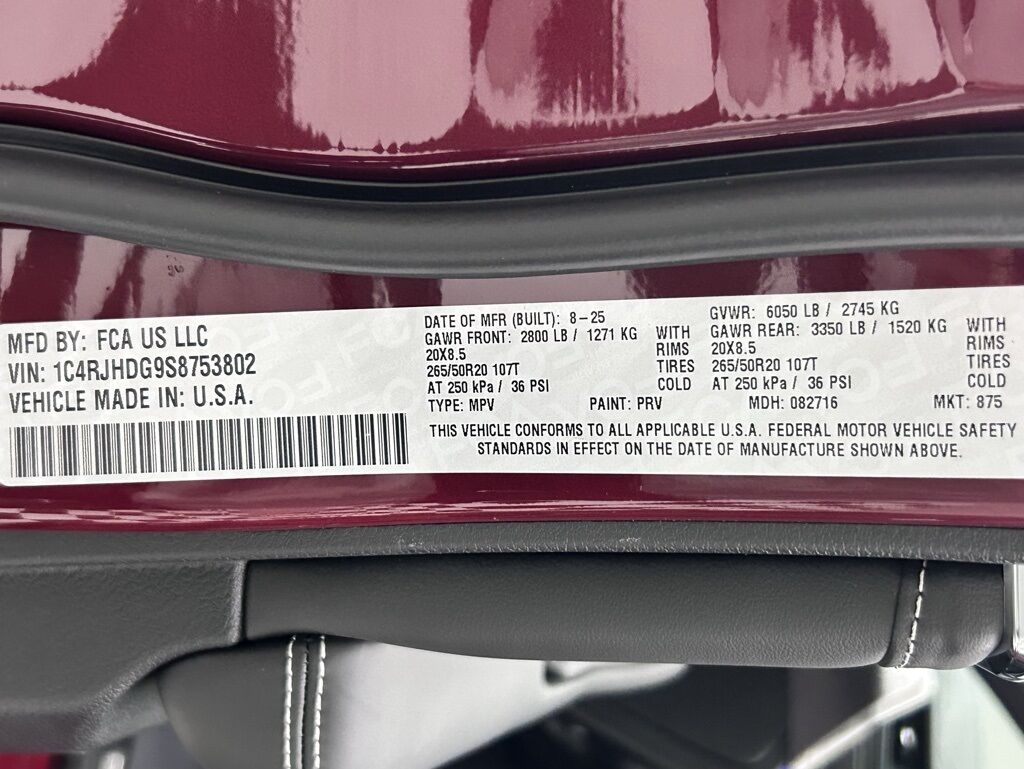 MFD BY: FCA US LLC
VIN: 1C4RJHDG9S8753802
VEHICLE MADE IN: U.S.A.
DATE OF MFR (BUILT): 8-25
GAWR FRONT: 2800 LB / 1271 KG WITH
20X8.5 RIMS
265/50R20 107T TIRES
AT 250 kPa / 36 PSI COLD
GVWR: 6050 LB / 2745 KG
GAWR REAR: 3350 LB / 1520 KG WITH
20X8.5 RIMS
265/50R20 107T TIRES
AT 250 kPa / 36 PSI COLD
TYPE: MPV PAINT: PRV MDH: 082716 MKT: 875
THIS VEHICLE CONFORMS TO ALL APPLICABLE U.S.A. FEDERAL MOTOR VEHICLE SAFETY
STANDARDS IN EFFECT ON THE DATE OF MANUFACTURE SHOWN ABOVE.